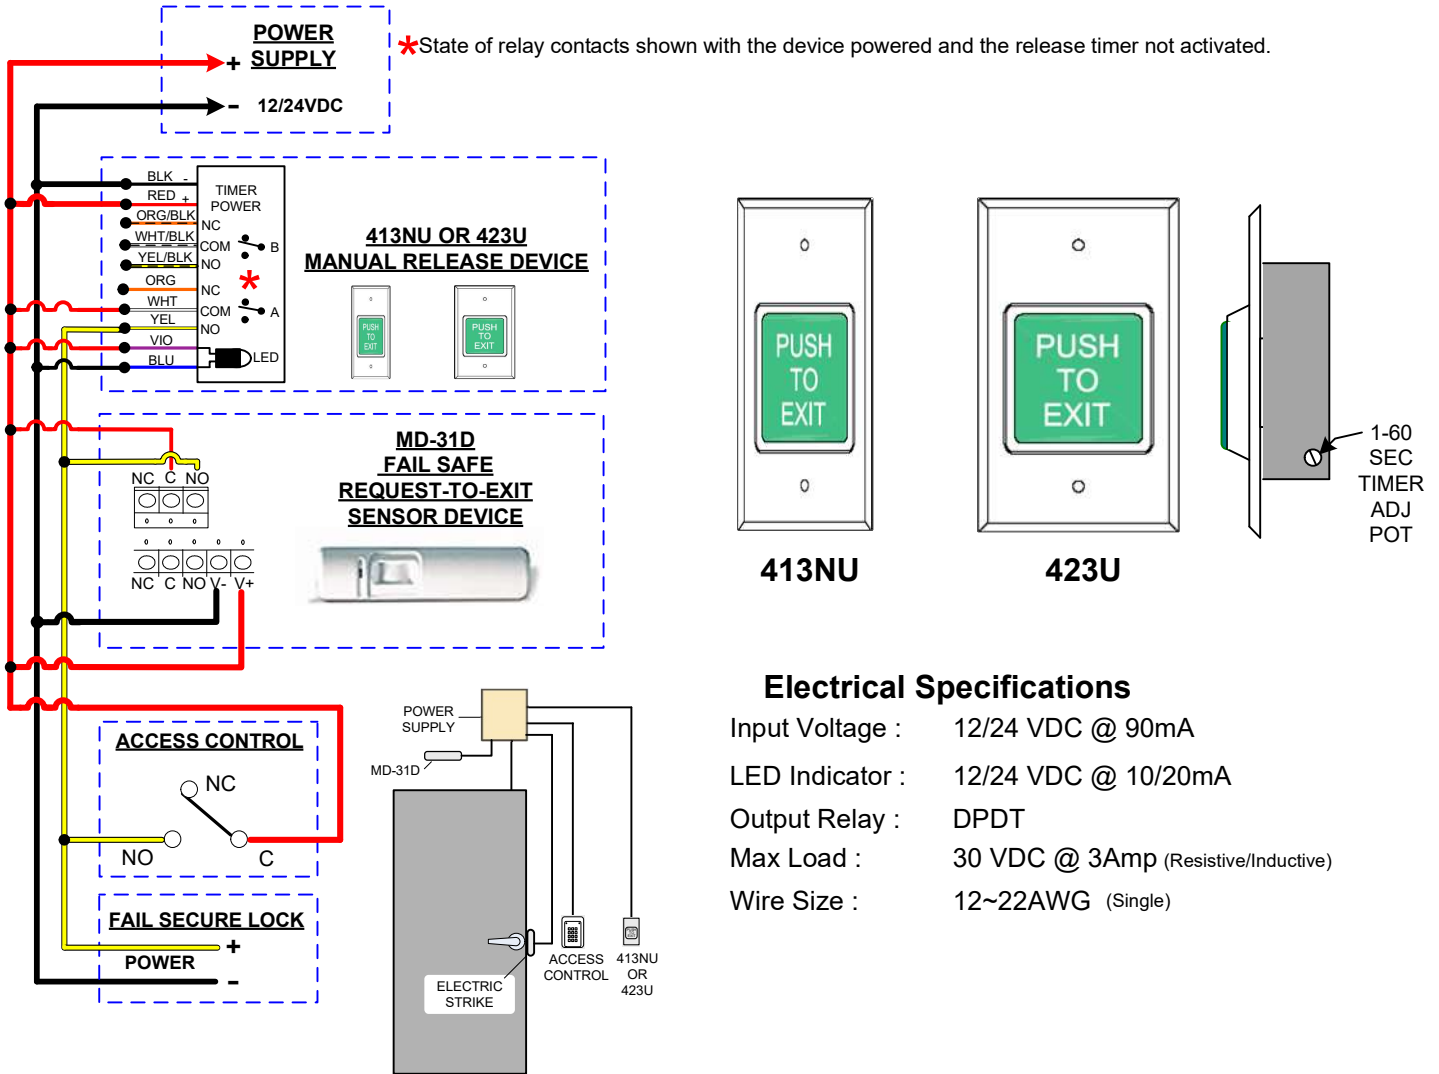 POWER
SUPPLY
+
- 12/24VDC
*State of relay contacts shown with the device powered and the release timer not activated.
BLK -
RED +
ORG/BLK
WHT/BLK
YEL/BLK
ORG
WHT
YEL
VIO
BLU
TIMER
POWER
NC
COM B
NO
*
NC
COM A
NO
LED
413NU OR 423U
MANUAL RELEASE DEVICE
PUSH
TO
EXIT
PUSH
TO
EXIT
MD-31D
FAIL SAFE
REQUEST-TO-EXIT
SENSOR DEVICE
NC C NO
NC C NO V- V+
ACCESS CONTROL
NC
NO
C
FAIL SECURE LOCK
+
POWER
-
POWER
SUPPLY
MD-31D
ELECTRIC
STRIKE
ACCESS
CONTROL
413NU
OR
423U
PUSH
TO
EXIT
413NU
PUSH
TO
EXIT
423U
1-60
SEC
TIMER
ADJ
POT
Electrical Specifications
Input Voltage : 12/24 VDC @ 90mA
LED Indicator : 12/24 VDC @ 10/20mA
Output Relay : DPDT
Max Load : 30 VDC @ 3Amp (Resistive/Inductive)
Wire Size : 12~22AWG (Single)